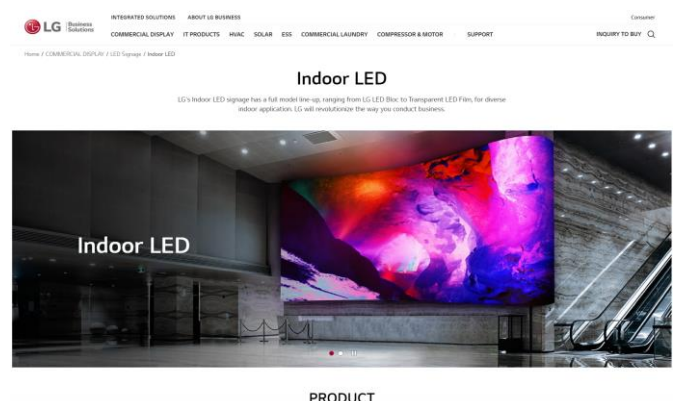 INTEGRATED SOLUTIONS ABOUT LG BUSINESS Consumer
LG Business Solutions
COMMERCIAL DISPLAY IT PRODUCTS HVAC SOLAR ESS COMMERCIAL LAUNDRY COMPRESSOR & MOTOR SUPPORT INQUIRY TO BUY
Home / COMMERCIAL DISPLAY / LED Signage / Indoor LED
Indoor LED
LG's Indoor LED signage has a full model line-up, ranging from LG LED Bloc to Transparent LED Film, for diverse
indoor application. LG will revolutionize the way you conduct business.
Indoor LED
PRODUCT